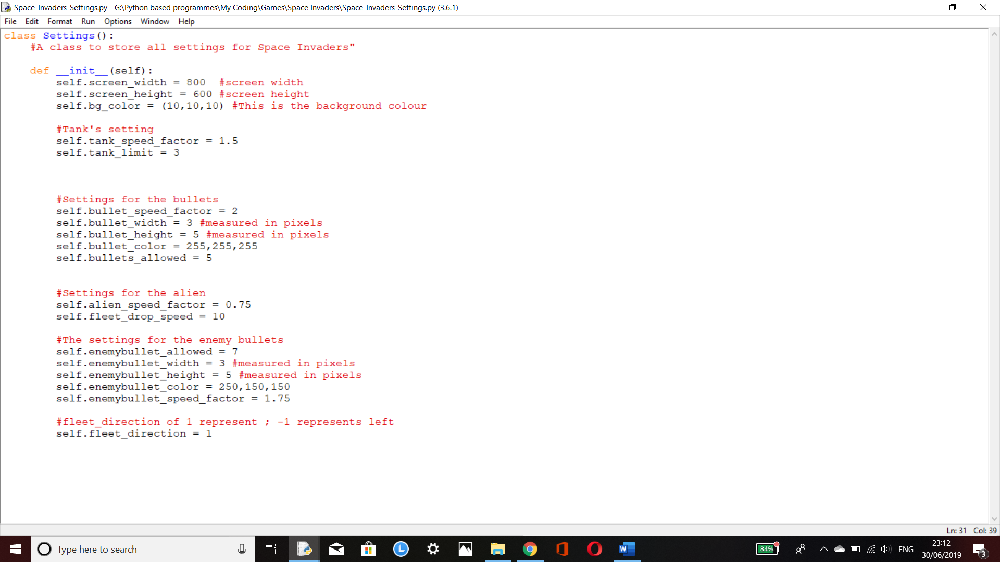 Space_Invaders_Settings.py - G:\Python based programmes\My Coding\Games\Space Invaders\Space_Invaders_Settings.py (3.6.1)
File Edit Format Run Options Window Help
class Settings():
    #A class to store all settings for Space Invaders"
    def __init__(self):
        self.screen_width = 800  #screen width
        self.screen_height = 600 #screen height
        self.bg_color = (10,10,10) #This is the background colour
        #Tank's setting
        self.tank_speed_factor = 1.5
        self.tank_limit = 3
        #Settings for the bullets
        self.bullet_speed_factor = 2
        self.bullet_width = 3 #measured in pixels
        self.bullet_height = 5 #measured in pixels
        self.bullet_color = 255,255,255
        self.bullets_allowed = 5
        #Settings for the alien
        self.alien_speed_factor = 0.75
        self.fleet_drop_speed = 10
        #The settings for the enemy bullets
        self.enemybullet_allowed = 7
        self.enemybullet_width = 3 #measured in pixels
        self.enemybullet_height = 5 #measured in pixels
        self.enemybullet_color = 250,150,150
        self.enemybullet_speed_factor = 1.75
        #fleet_direction of 1 represent ; -1 represents left
        self.fleet_direction = 1
Ln: 31 Col: 39
Type here to search
84%
ENG
23:12
30/06/2019
3